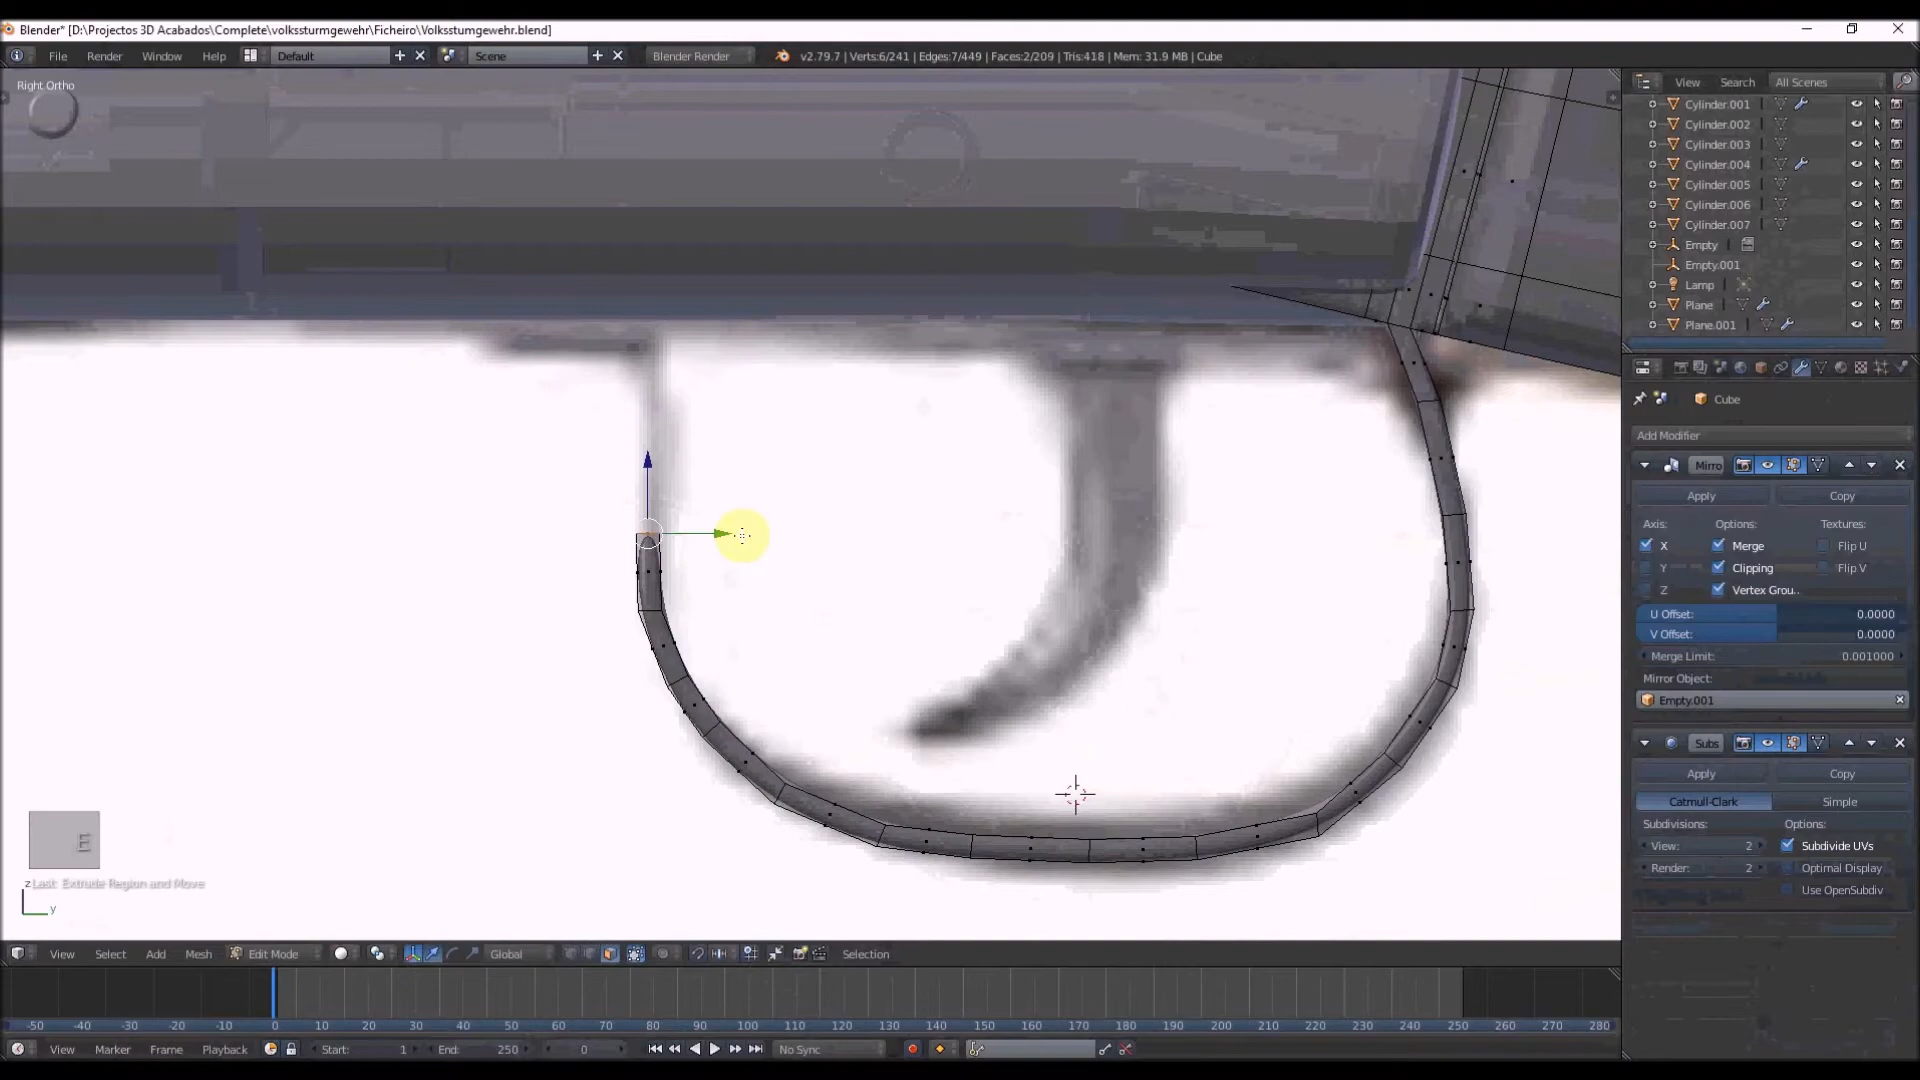 Blender* [D:\Projectos 3D Acabados\Complete\volkssturmgewehr\Ficheiro\Volksstumgewehr.blend]
File Render Window Help Default Scene Blender Render v2.79.7 | Verts:6/241 | Edges:7/449 | Faces:2/209 | Tris:418 | Mem: 31.9 MB | Cube
Right Ortho
View Search All Scenes
Cylinder.001
Cylinder.002
Cylinder.003
Cylinder.004
Cylinder.005
Cylinder.006
Cylinder.007
Empty
Empty.001
Lamp
Plane
Plane.001
Cube
Add Modifier
Mirro
Apply Copy
Axis: Options: Textures:
X Merge Flip U
Y Clipping Flip V
Z Vertex Grou..
U Offset: 0.0000
V Offset: 0.0000
Merge Limit: 0.001000
Mirror Object:
Empty.001
Subs
Apply Copy
Catmull-Clark Simple
Subdivisions: Options:
View: 2 Subdivide UVs
Render: 2 Optimal Display
Use OpenSubdiv
E
Last: Extrude Region and Move
z
y
View Select Add Mesh Edit Mode Global Selection
-50 -40 -30 -20 -10 0 10 20 30 40 50 60 70 80 90 100 110 120 130 140 150 160 170 180 190 200 210 220 230 240 250 260 270 280
View Marker Frame Playback Start: 1 End: 250 0 No Sync